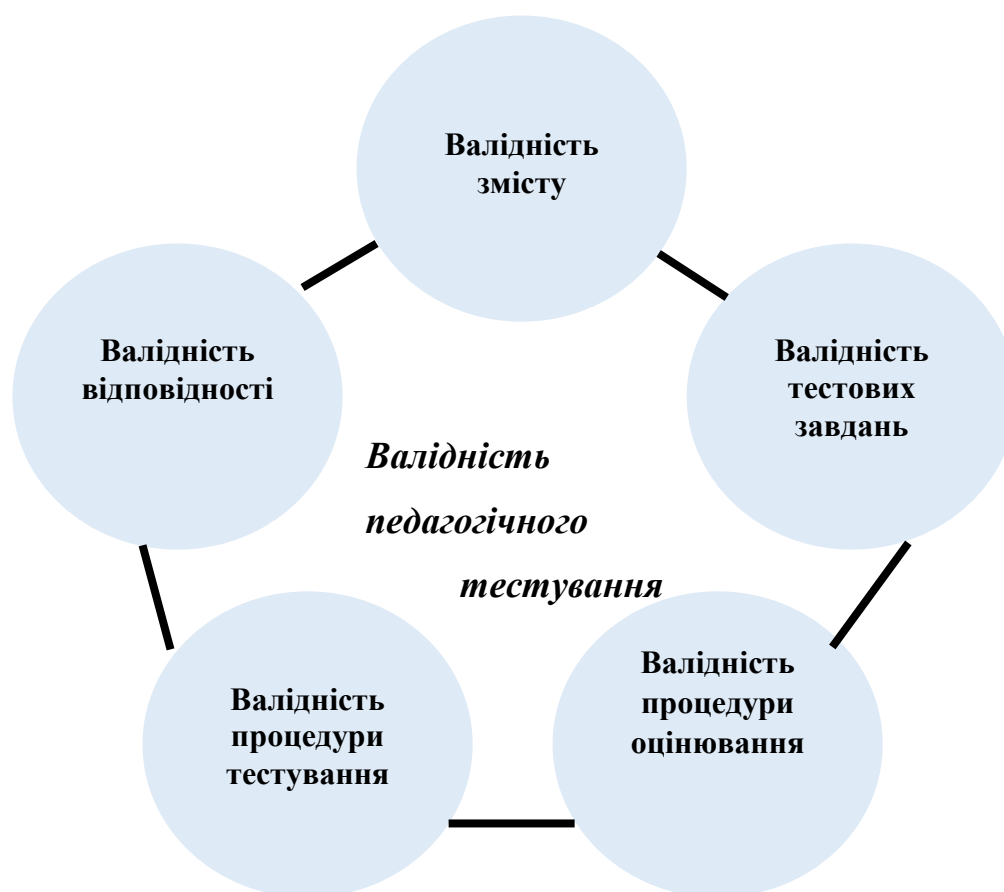 Валідність
змісту
Валідність
відповідності
Валідність
тестових
завдань
Валідність
педагогічного
тестування
Валідність
процедури
тестування
Валідність
процедури
оцінювання